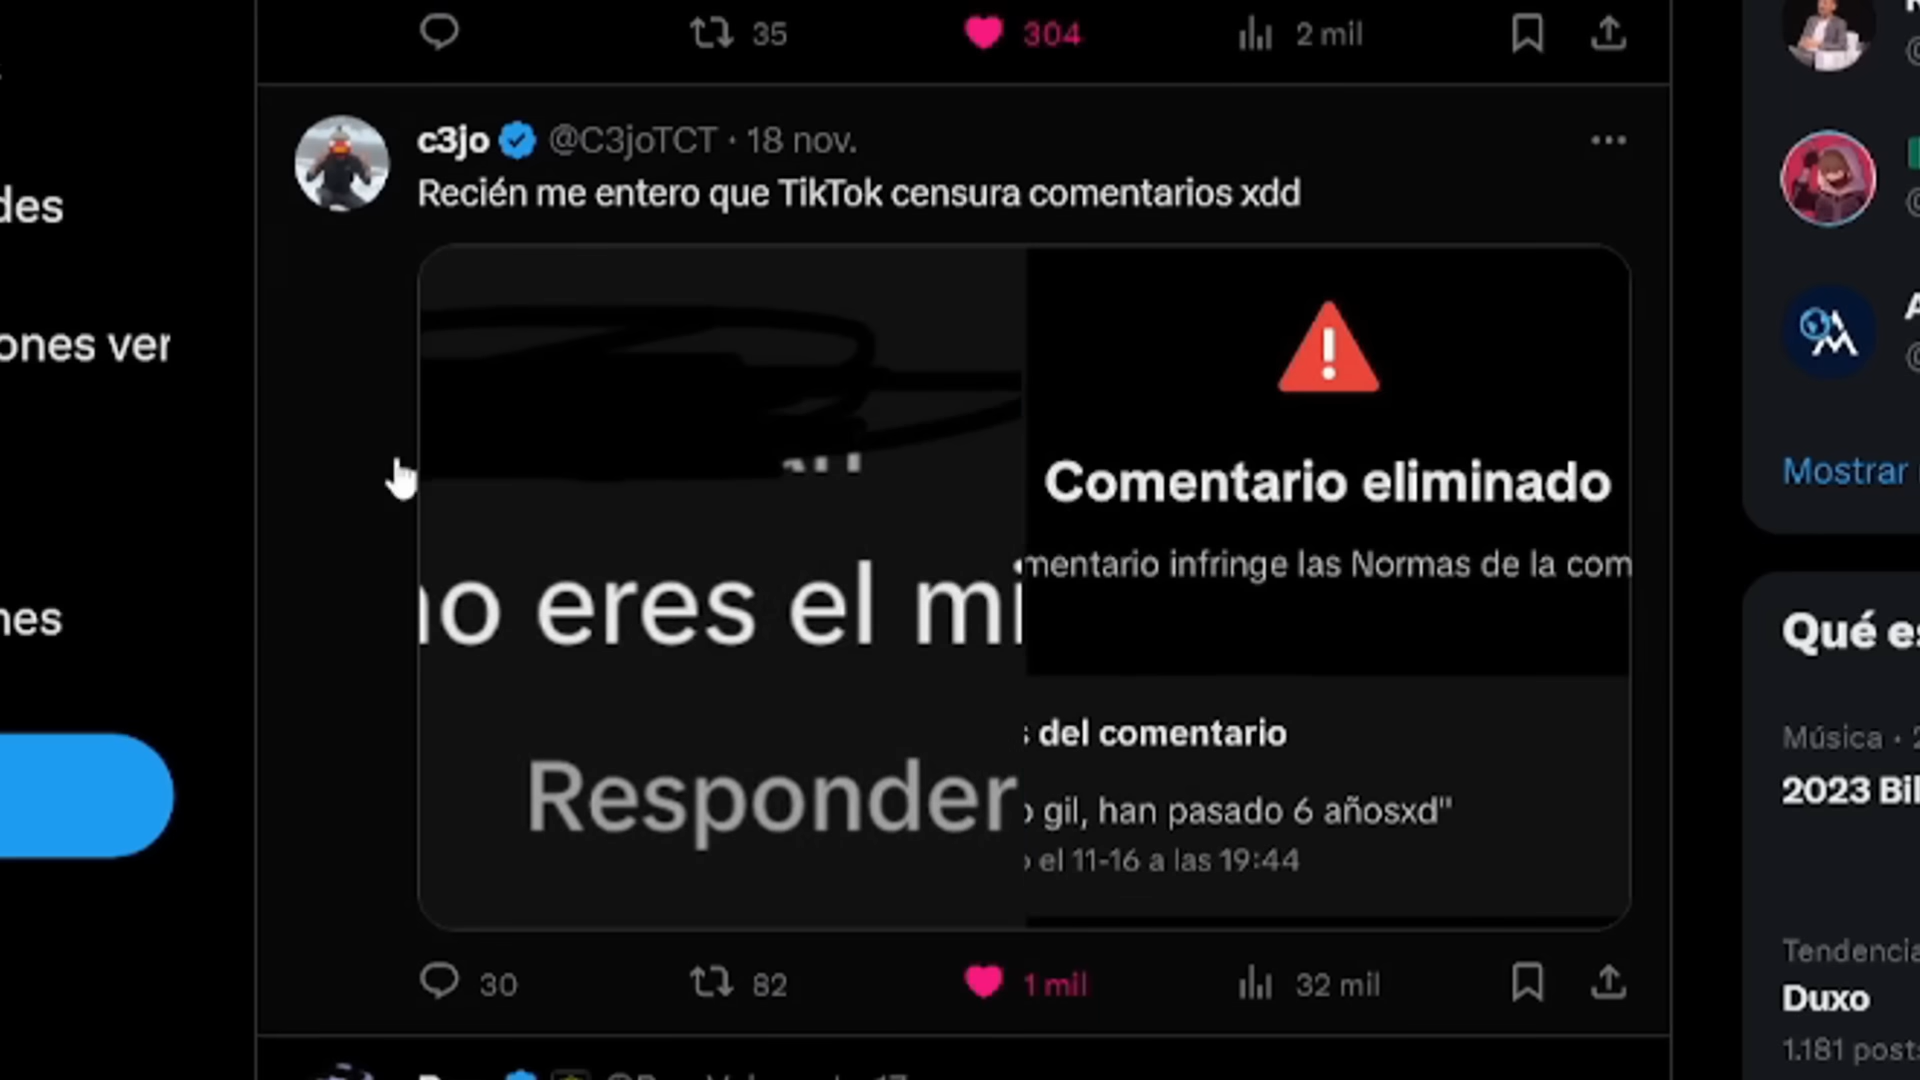 35 304 2 mil
c3jo @C3joTCT · 18 nov.
Recién me entero que TikTok censura comentarios xdd
no eres el mi
Responder
Comentario eliminado
mentario infringe las Normas de la com
s del comentario
o gil, han pasado 6 añosxd"
o el 11-16 a las 19:44
30 82 1 mil 32 mil
des
ones ver
nes
Mostrar
Qué es
Música · 2
2023 Bil
Tendencia
Duxo
1.181 posts